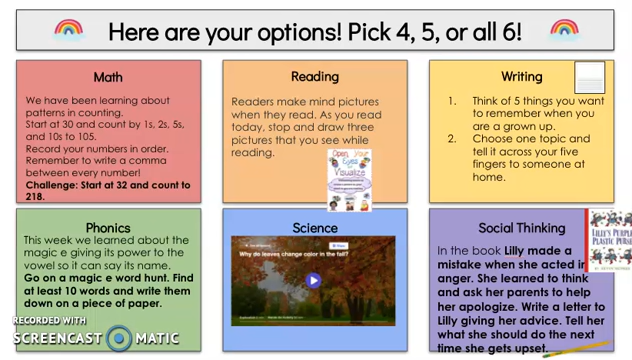 Here are your options! Pick 4, 5, or all 6!
Math
We have been learning about
patterns in counting.
Start at 30 and count by 1s, 2s, 5s,
and 10s to 105.
Record your numbers in order.
Remember to write a comma
between every number!
Challenge: Start at 32 and count to
218.
Reading
Readers make mind pictures
when they read. As you read
today, stop and draw three
pictures that you see while
reading.
Open Your
Eyes to
Visualize
Writing
1. Think of 5 things you want
to remember when you
are a grown up.
2. Choose one topic and
tell it across your five
fingers to someone at
home.
Phonics
This week we learned about the
magic e giving its power to the
vowel so it can say its name.
Go on a magic e word hunt. Find
at least 10 words and write them
down on a piece of paper.
Science
Why do leaves change color in the fall?
Social Thinking
In the book Lilly made a
mistake when she acted in
anger. She learned to think
and ask her parents to help
her apologize. Write a letter to
Lilly giving her advice. Tell her
what she should do the next
time she gets upset.
LILLY'S PURPLE
PLASTIC PURSE
RECORDED WITH
SCREENCAST MATIC